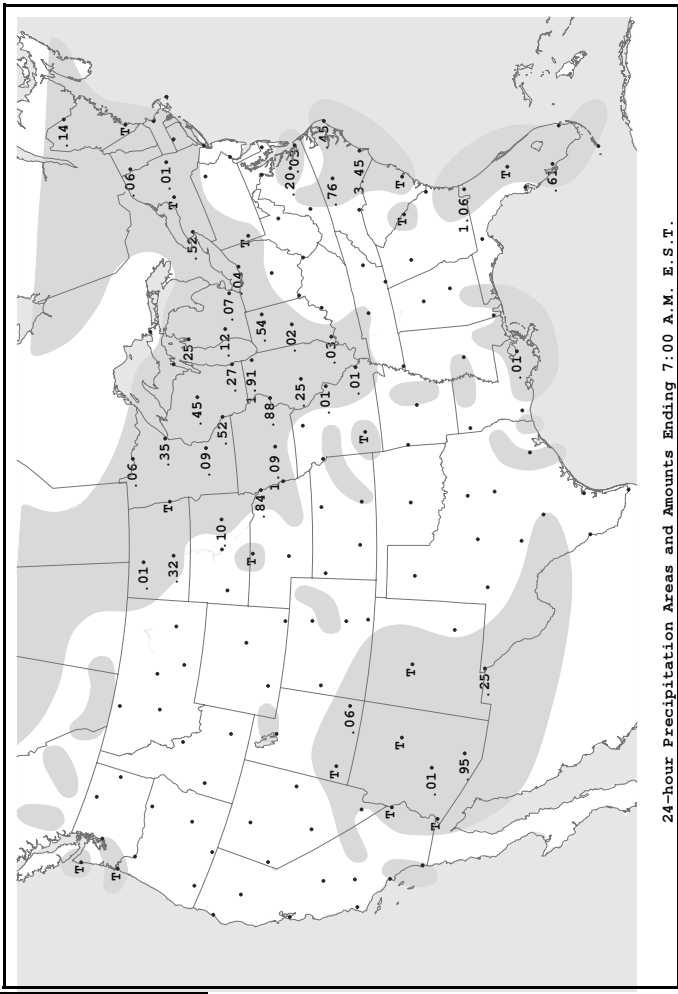 .14
T
T
T
.06
.06
.01
.35
.01
T
T
.32
.25
.52
.45
.09
.10
.52
.12
.07
.27
.04
T
T
1.91
.84
.54
.88
1.09
.02
.20
.03
.25
.45
.01
.03
.76
T
.06
.01
3.45
T
T
T
T
T
T
.01
T
.95
1.06
.25
T
.01
.61
24-hour Precipitation Areas and Amounts Ending 7:00 A.M. E.S.T.